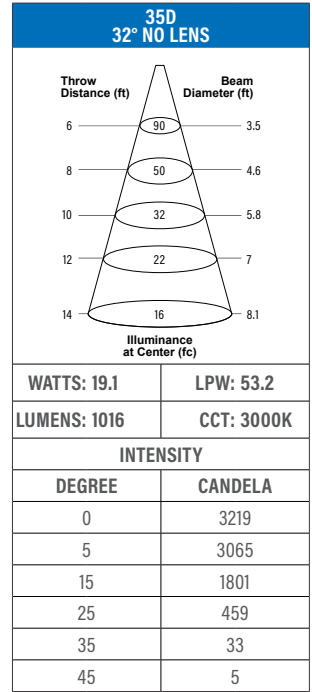 35D
32° NO LENS
Throw Distance (ft)
Beam Diameter (ft)
6 90 3.5
8 50 4.6
10 32 5.8
12 22 7
14 16 8.1
Illuminance
at Center (fc)
WATTS: 19.1 LPW: 53.2
LUMENS: 1016 CCT: 3000K
INTENSITY
DEGREE CANDELA
0 3219
5 3065
15 1801
25 459
35 33
45 5